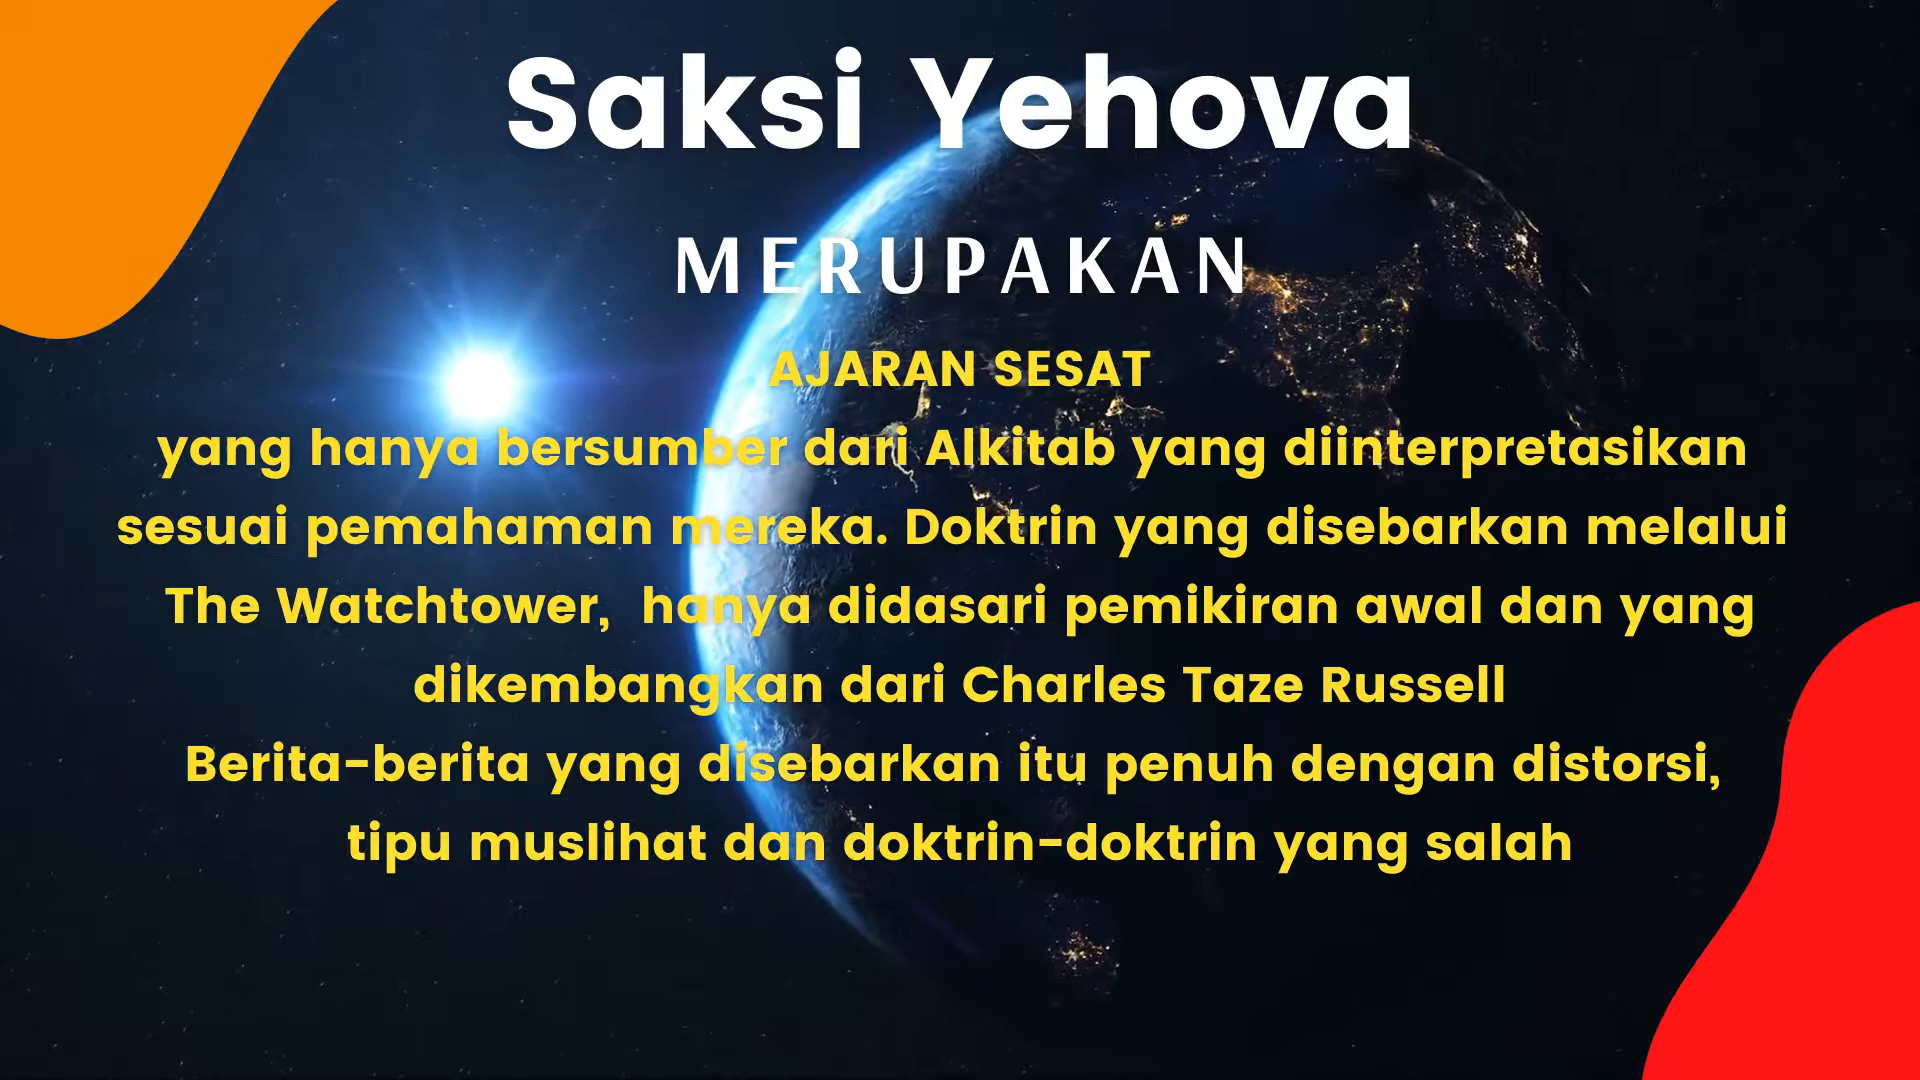 Saksi Yehova
MERUPAKAN
AJARAN SESAT
yang hanya bersumber dari Alkitab yang diinterpretasikan
sesuai pemahaman mereka. Doktrin yang disebarkan melalui
The Watchtower, hanya didasari pemikiran awal dan yang
dikembangkan dari Charles Taze Russell
Berita-berita yang disebarkan itu penuh dengan distorsi,
tipu muslihat dan doktrin-doktrin yang salah